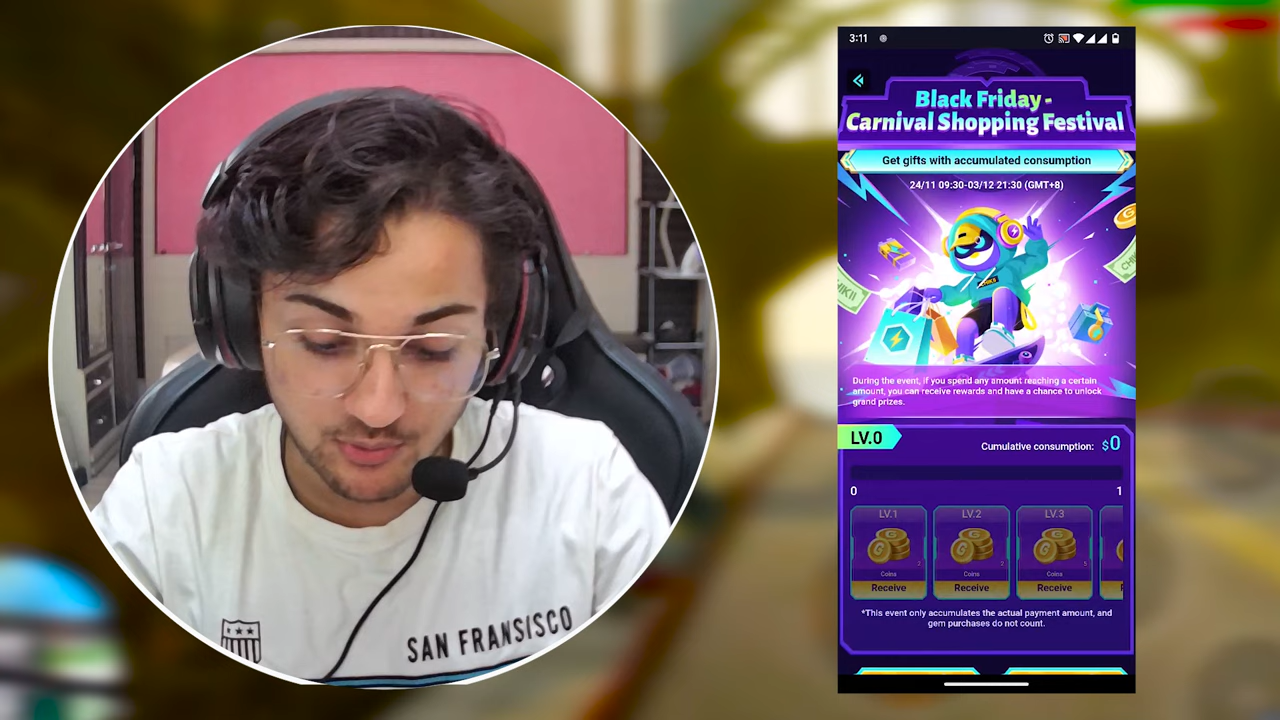 SAN FRANSISCO
3:11
Black Friday -
Carnival Shopping Festival
Get gifts with accumulated consumption
24/11 09:30-03/12 21:30 (GMT+8)
CHIKII
During the event, if you spend any amount reaching a certain
amount, you can receive rewards and have a chance to unlock
grand prizes.
LV.0
Cumulative consumption: $0
0 1
LV.1 LV.2 LV.3
Coins Coins Coins
Receive Receive Receive
*This event only accumulates the actual payment amount, and
gem purchases do not count.